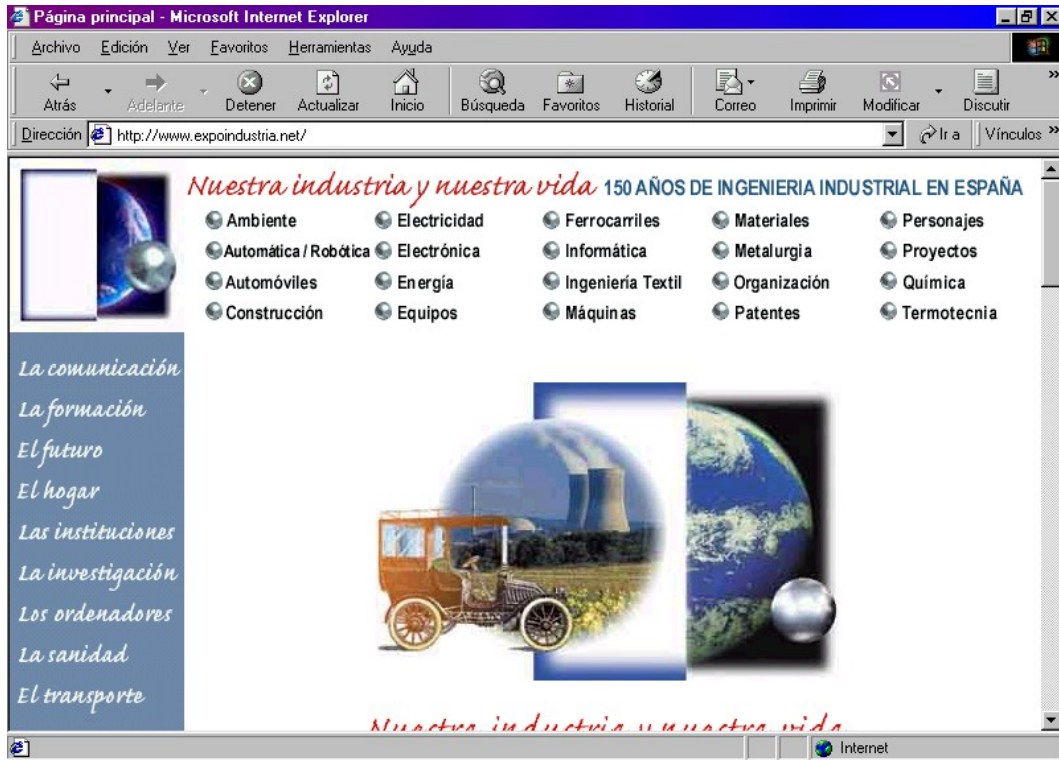 Página principal - Microsoft Internet Explorer
Archivo Edición Ver Favoritos Herramientas Ayuda
Atrás Adelante Detener Actualizar Inicio Búsqueda Favoritos Historial Correo Imprimir Modificar Discutir
Dirección http://www.expoindustria.net/ Ir a Vínculos
Nuestra industria y nuestra vida 150 AÑOS DE INGENIERIA INDUSTRIAL EN ESPAÑA
Ambiente Electricidad Ferrocarriles Materiales Personajes
Automática / Robótica Electrónica Informática Metalurgia Proyectos
Automóviles Energía Ingeniería Textil Organización Química
Construcción Equipos Máquinas Patentes Termotecnia
La comunicación
La formación
El futuro
El hogar
Las instituciones
La investigación
Los ordenadores
La sanidad
El transporte
Nuestra industria y nuestra vida
Internet